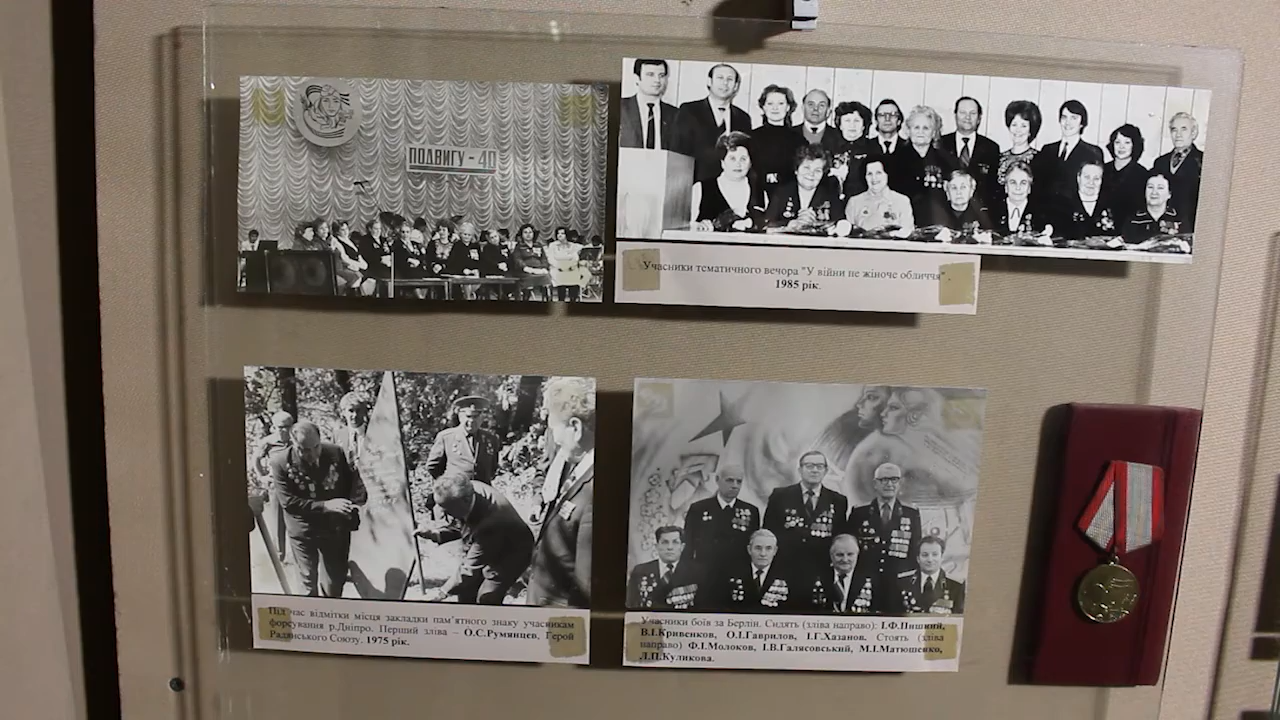 ПОДВИГУ - 40
Учасники тематичного вечора "У війни не жіноче обличчя".
1985 рік.
Під час відмітки місця закладки пам'ятного знаку учасникам
форсування р.Дніпро. Перший зліва – О.С.Румянцев, Герой
Радянського Союзу. 1975 рік.
Учасники боїв за Берлін. Сидять (зліва направо): І.Ф.Пишний,
В.І.Кривенков, О.І.Гаврилов, І.Г.Хазанов. Стоять (зліва
направо) Ф.І.Молоков, І.В.Галясовський, М.І.Матюшенко,
Л.П.Куликова.